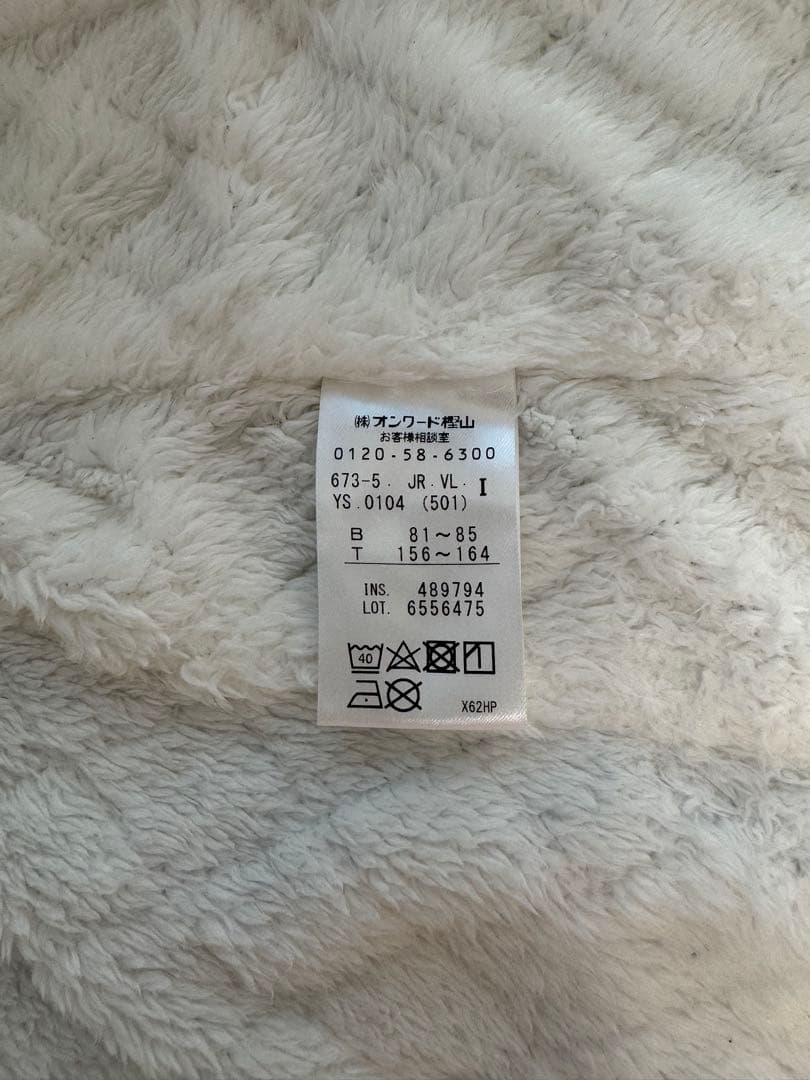 ㈱オンワード樫山
お客様相談室
0120-58-6300
673-5. JR.VL. I
YS.0104 (501)
B 81～85
T 156～164
INS. 489794
LOT. 6556475
40
X62HP